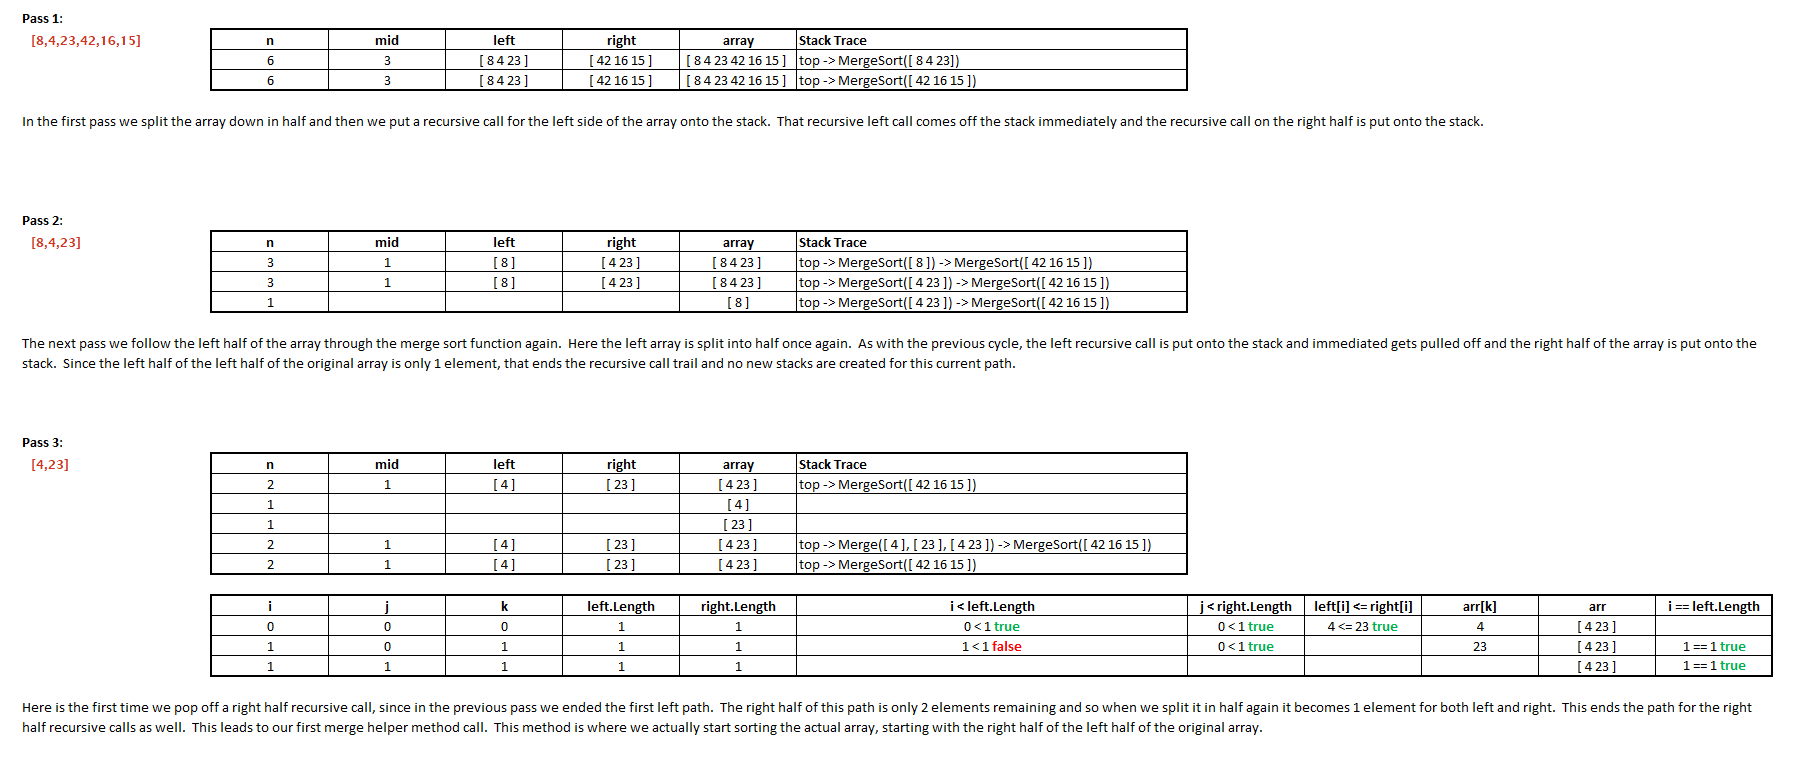 Pass 1:
[8,4,23,42,16,15]
n mid left right array Stack Trace
6 3 [ 8 4 23 ] [ 42 16 15 ] [ 8 4 23 42 16 15 ] top -> MergeSort([ 8 4 23])
6 3 [ 8 4 23 ] [ 42 16 15 ] [ 8 4 23 42 16 15 ] top -> MergeSort([ 42 16 15 ])
In the first pass we split the array down in half and then we put a recursive call for the left side of the array onto the stack. That recursive left call comes off the stack immediately and the recursive call on the right half is put onto the stack.
Pass 2:
[8,4,23]
n mid left right array Stack Trace
3 1 [ 8 ] [ 4 23 ] [ 8 4 23 ] top -> MergeSort([ 8 ]) -> MergeSort([ 42 16 15 ])
3 1 [ 8 ] [ 4 23 ] [ 8 4 23 ] top -> MergeSort([ 4 23 ]) -> MergeSort([ 42 16 15 ])
1 [ 8 ] top -> MergeSort([ 4 23 ]) -> MergeSort([ 42 16 15 ])
The next pass we follow the left half of the array through the merge sort function again. Here the left array is split into half once again. As with the previous cycle, the left recursive call is put onto the stack and immediated gets pulled off and the right half of the array is put onto the
stack. Since the left half of the left half of the original array is only 1 element, that ends the recursive call trail and no new stacks are created for this current path.
Pass 3:
[4,23]
n mid left right array Stack Trace
2 1 [ 4 ] [ 23 ] [ 4 23 ] top -> MergeSort([ 42 16 15 ])
1 [ 4 ]
1 [ 23 ]
2 1 [ 4 ] [ 23 ] [ 4 23 ] top -> Merge([ 4 ], [ 23 ], [ 4 23 ]) -> MergeSort([ 42 16 15 ])
2 1 [ 4 ] [ 23 ] [ 4 23 ] top -> MergeSort([ 42 16 15 ])
i j k left.Length right.Length i < left.Length j < right.Length left[i] <= right[i] arr[k] arr i == left.Length
0 0 0 1 1 0 < 1 true 0 < 1 true 4 <= 23 true 4 [ 4 23 ]
1 0 1 1 1 1 < 1 false 0 < 1 true 23 [ 4 23 ] 1 == 1 true
1 1 1 1 1 [ 4 23 ] 1 == 1 true
Here is the first time we pop off a right half recursive call, since in the previous pass we ended the first left path. The right half of this path is only 2 elements remaining and so when we split it in half again it becomes 1 element for both left and right. This ends the path for the right
half recursive calls as well. This leads to our first merge helper method call. This method is where we actually start sorting the actual array, starting with the right half of the left half of the original array.